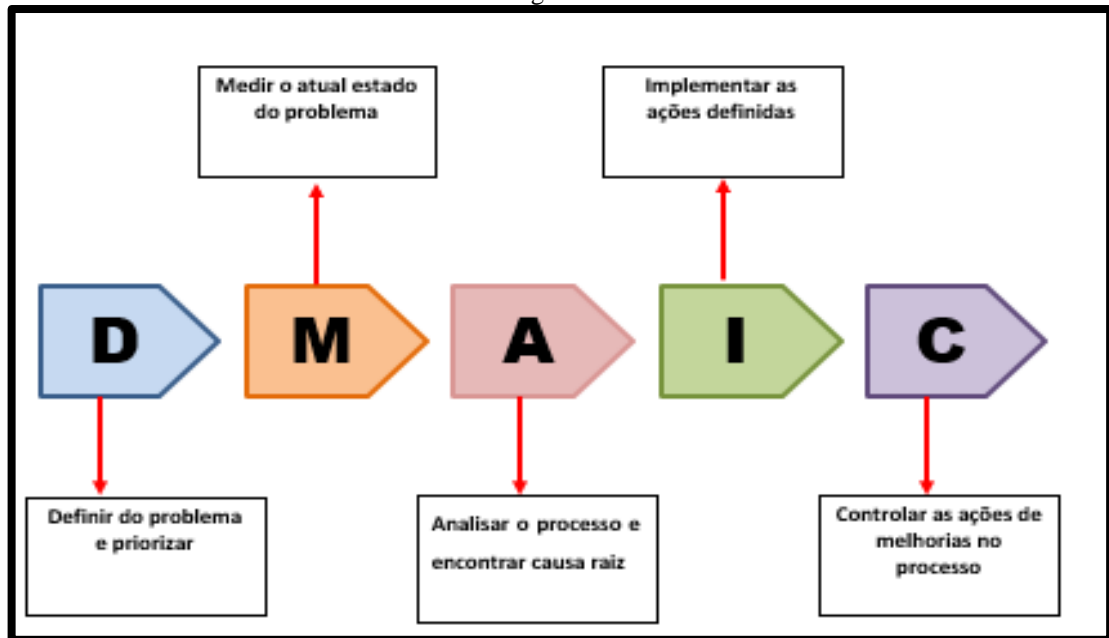 Medir o atual estado
do problema
Implementar as
ações definidas
D
M
A
I
C
Definir do problema
e priorizar
Analisar o processo e
encontrar causa raiz
Controlar as ações de
melhorias no
processo